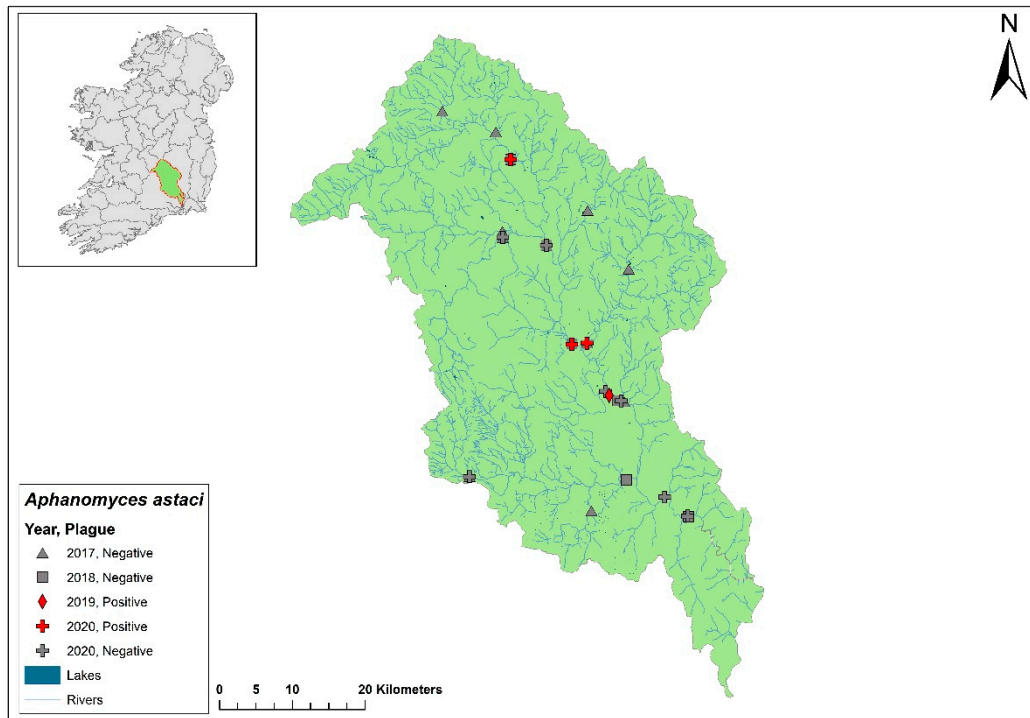 N
Aphanomyces astaci
Year, Plague
2017, Negative
2018, Negative
2019, Positive
2020, Positive
2020, Negative
Lakes
Rivers
0 5 10 20 Kilometers